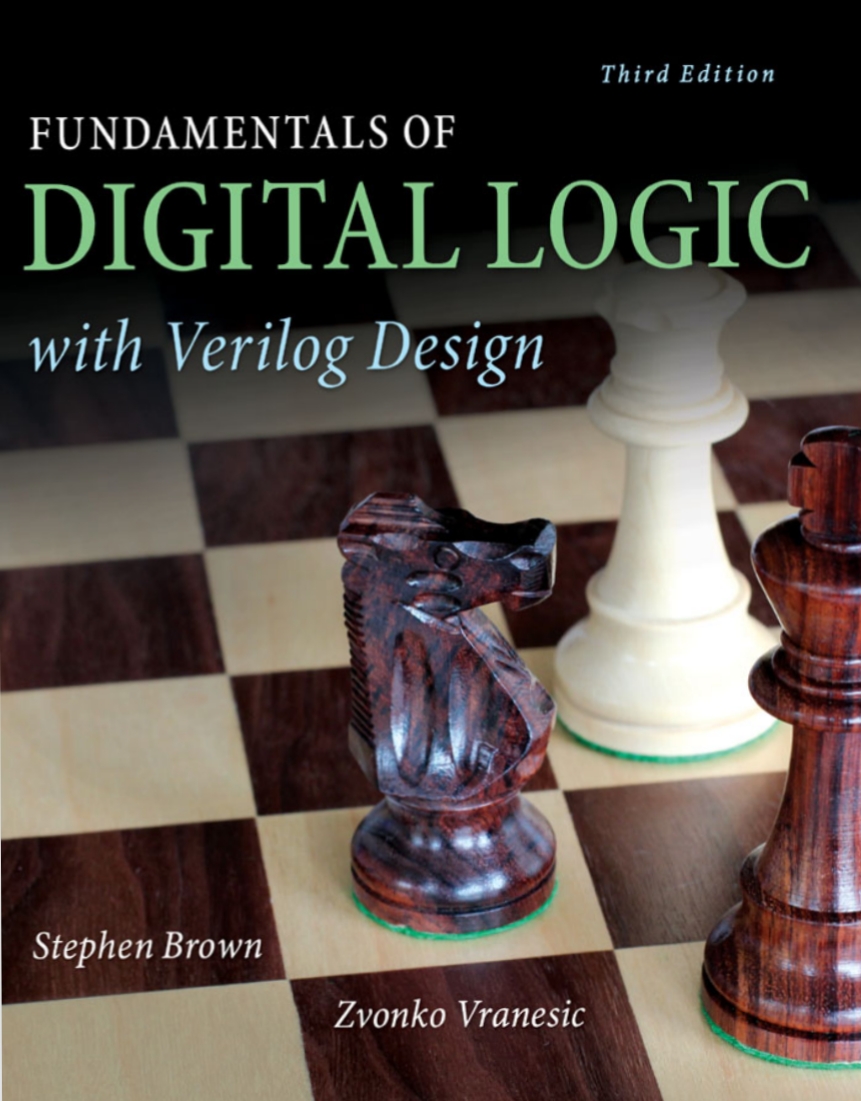 Third Edition
FUNDAMENTALS OF
DIGITAL LOGIC
with Verilog Design
Stephen Brown
Zvonko Vranesic